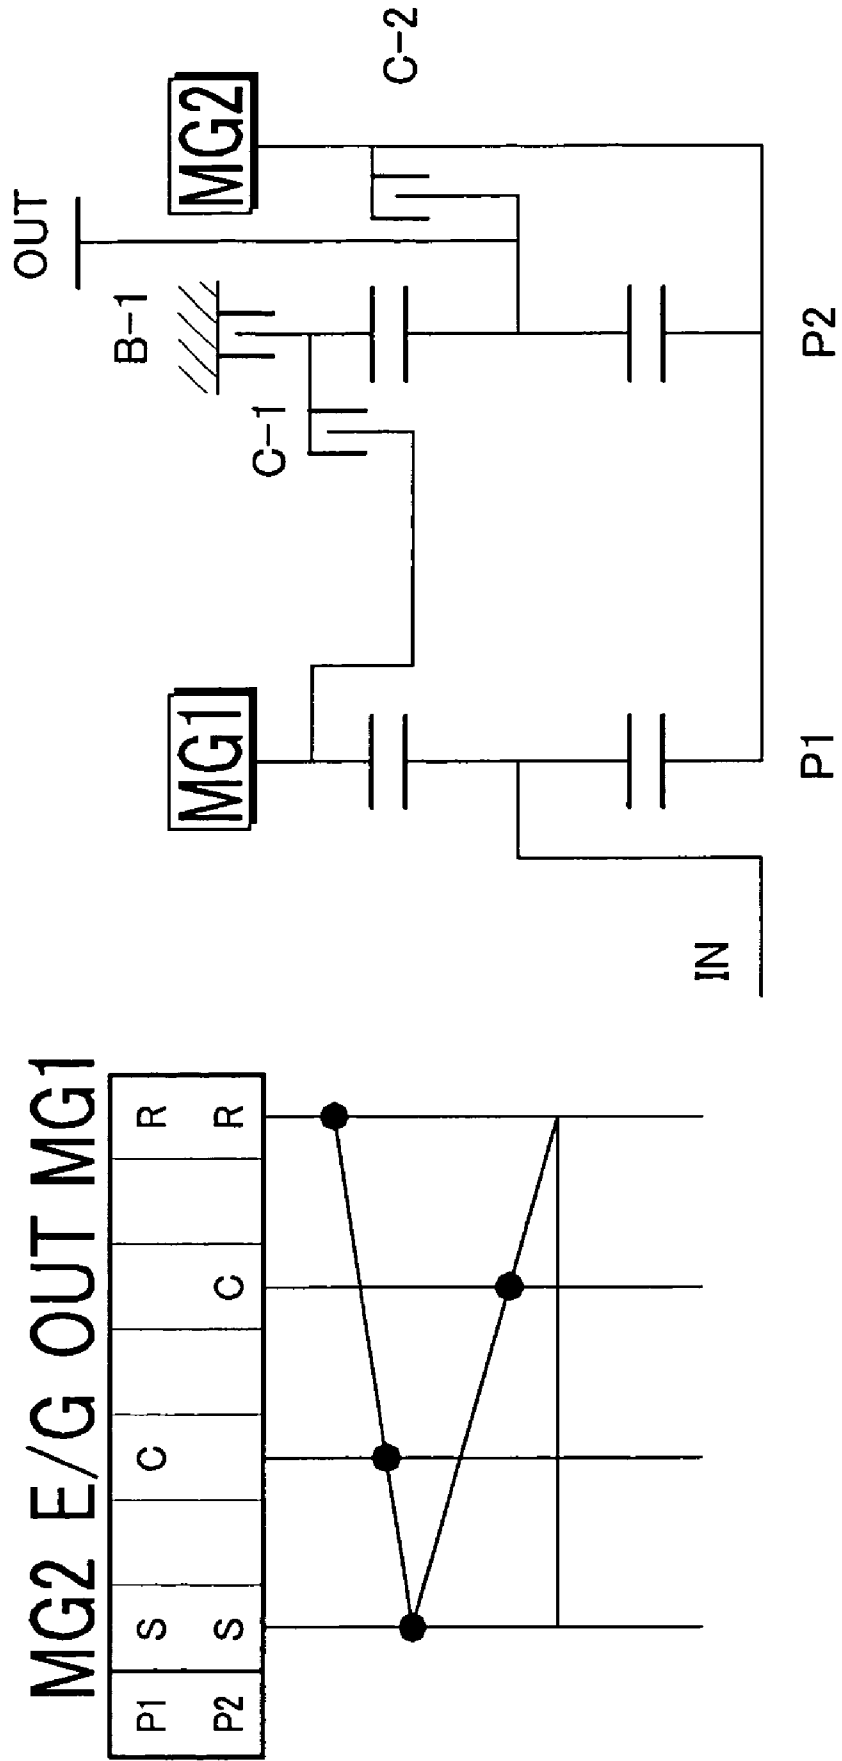 MG2 E/G OUT MG1
P1 S C R
P2 S C R
OUT
MG1
MG2
B-1
C-1
C-2
IN
P1
P2